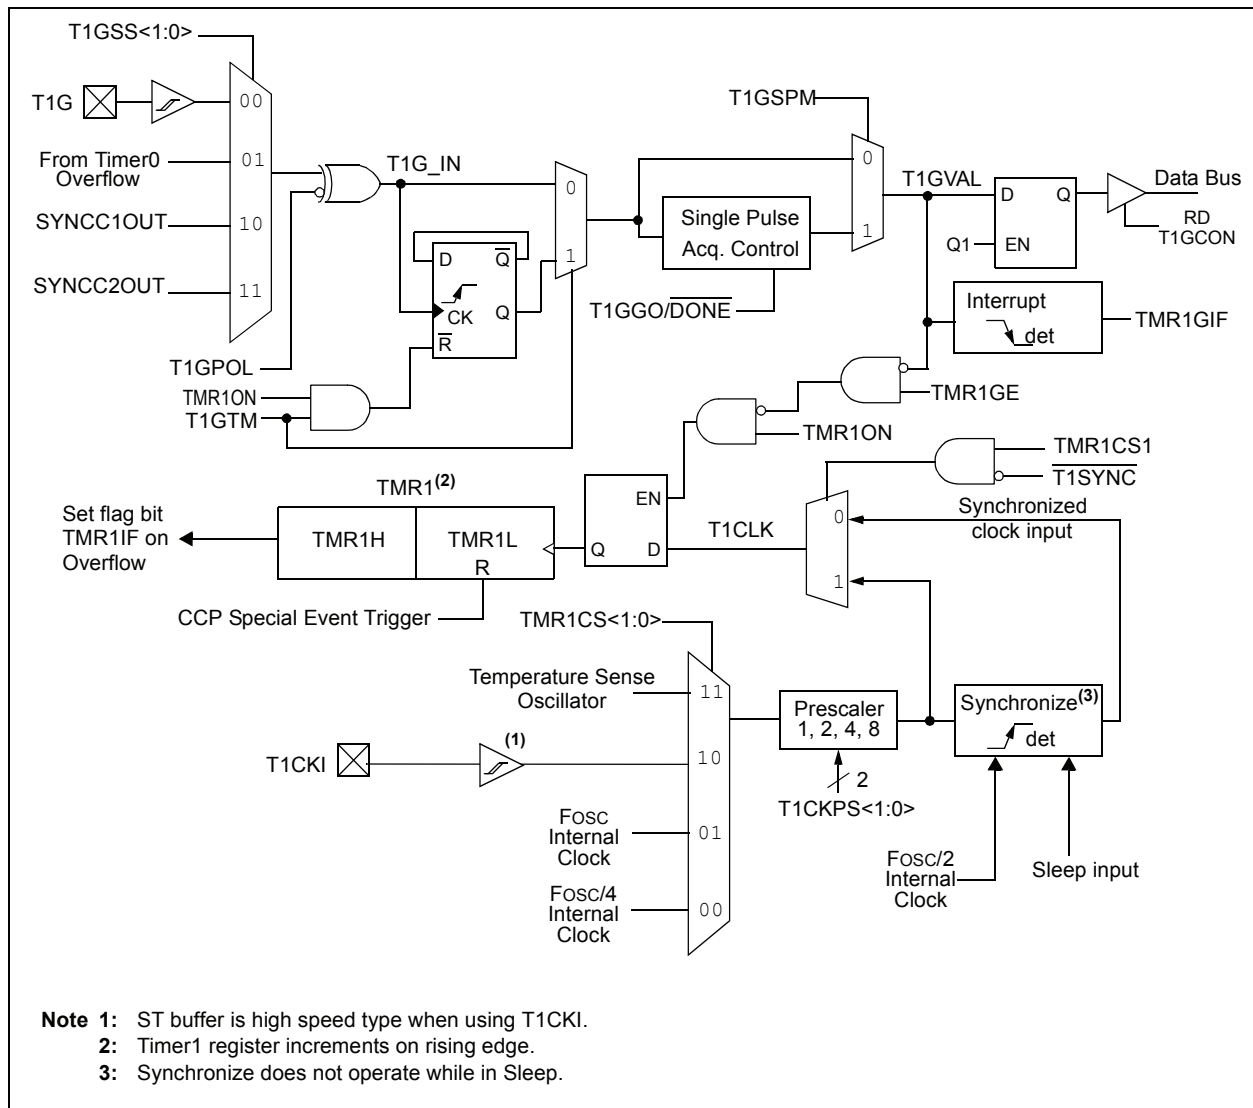 T1GSS<1:0>
T1G
00
From Timer0
Overflow
01
SYNCC1OUT
10
SYNCC2OUT
11
T1GPOL
TMR1ON
T1GTM
T1G_IN
0
1
D
Q
CK
Q
R
T1GSPM
0
1
Single Pulse
Acq. Control
T1GGO/DONE
T1GVAL
D
Q
Q1
EN
Data Bus
RD
T1GCON
Interrupt
det
TMR1GIF
TMR1GE
TMR1ON
TMR1CS1
T1SYNC
Set flag bit
TMR1IF on
Overflow
TMR1(2)
TMR1H
TMR1L
R
EN
Q
D
T1CLK
0
1
Synchronized
clock input
CCP Special Event Trigger
TMR1CS<1:0>
Temperature Sense
Oscillator
11
T1CKI
(1)
10
FOSC
Internal
Clock
01
FOSC/4
Internal
Clock
00
Prescaler
1, 2, 4, 8
2
T1CKPS<1:0>
Synchronize(3)
det
FOSC/2
Internal
Clock
Sleep input
Note 1: ST buffer is high speed type when using T1CKI.
2: Timer1 register increments on rising edge.
3: Synchronize does not operate while in Sleep.